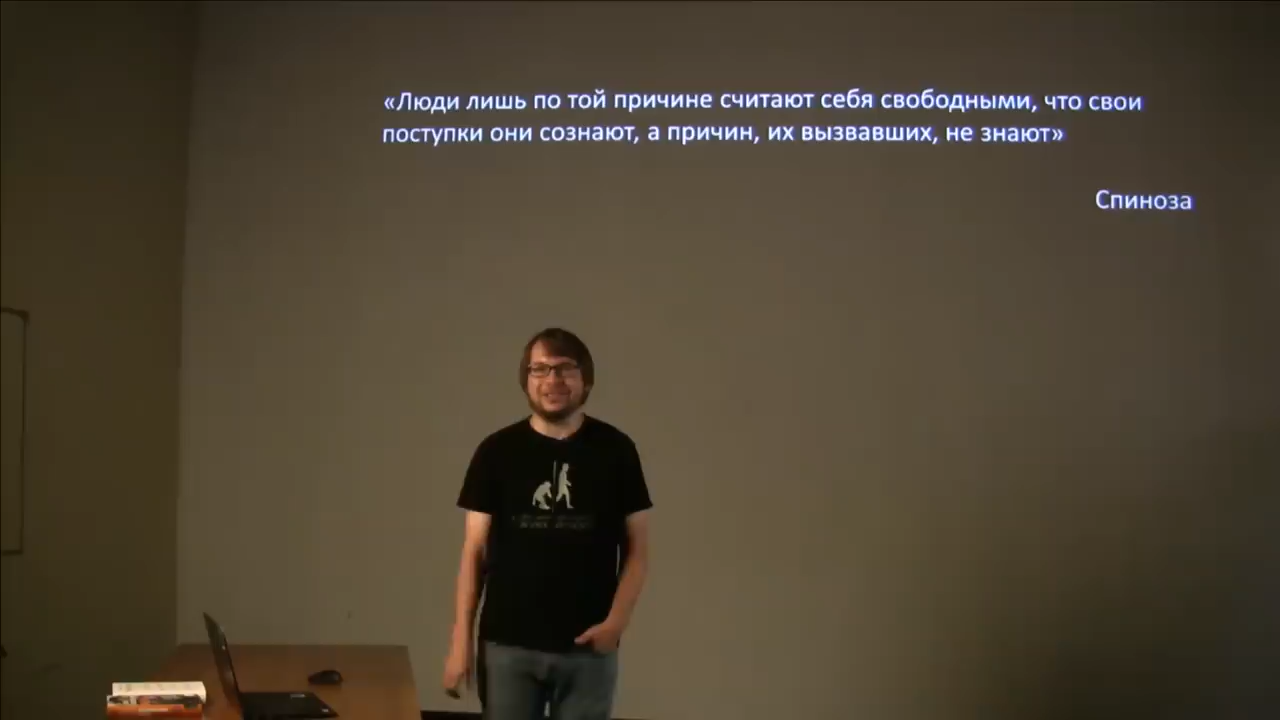 «Люди лишь по той причине считают себя свободными, что свои
поступки они сознают, а причин, их вызвавших, не знают»
Спиноза